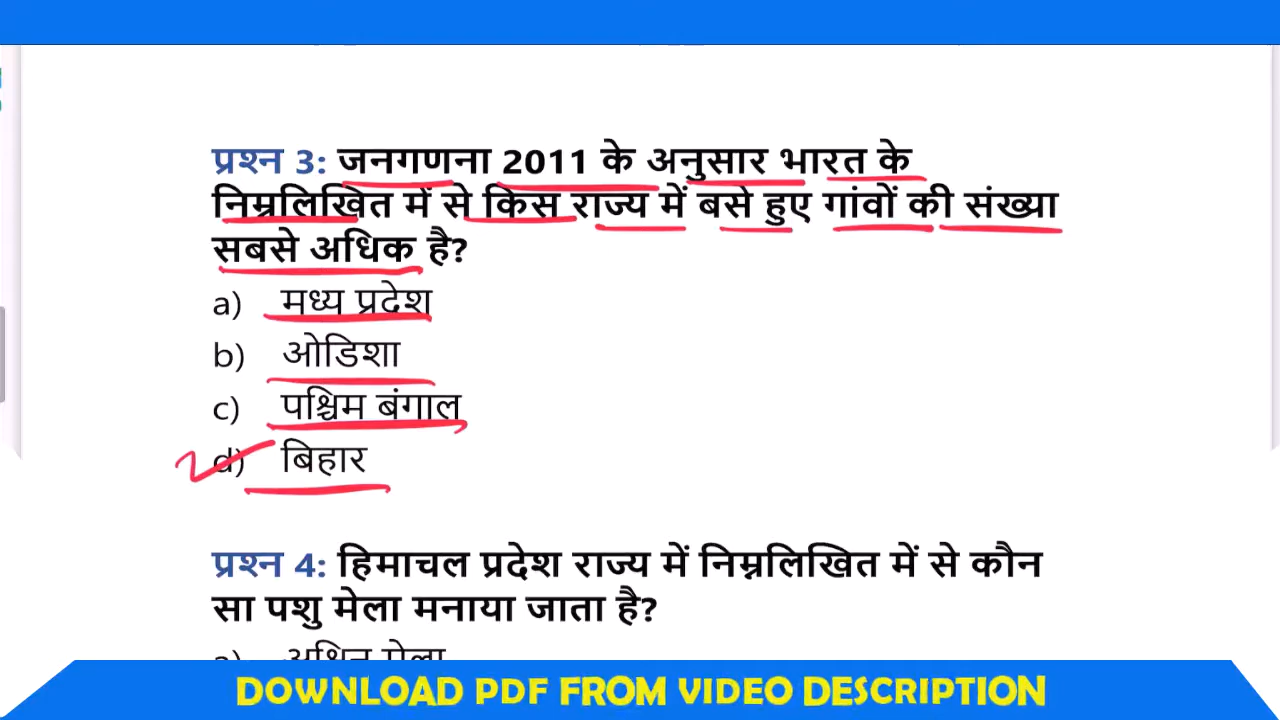 प्रश्न 3: जनगणना 2011 के अनुसार भारत के
निम्नलिखित में से किस राज्य में बसे हुए गांवों की संख्या
सबसे अधिक है?
a) मध्य प्रदेश
b) ओडिशा
c) पश्चिम बंगाल
d) बिहार
प्रश्न 4: हिमाचल प्रदेश राज्य में निम्नलिखित में से कौन
सा पशु मेला मनाया जाता है?
a) मेला
DOWNLOAD PDF FROM VIDEO DESCRIPTION